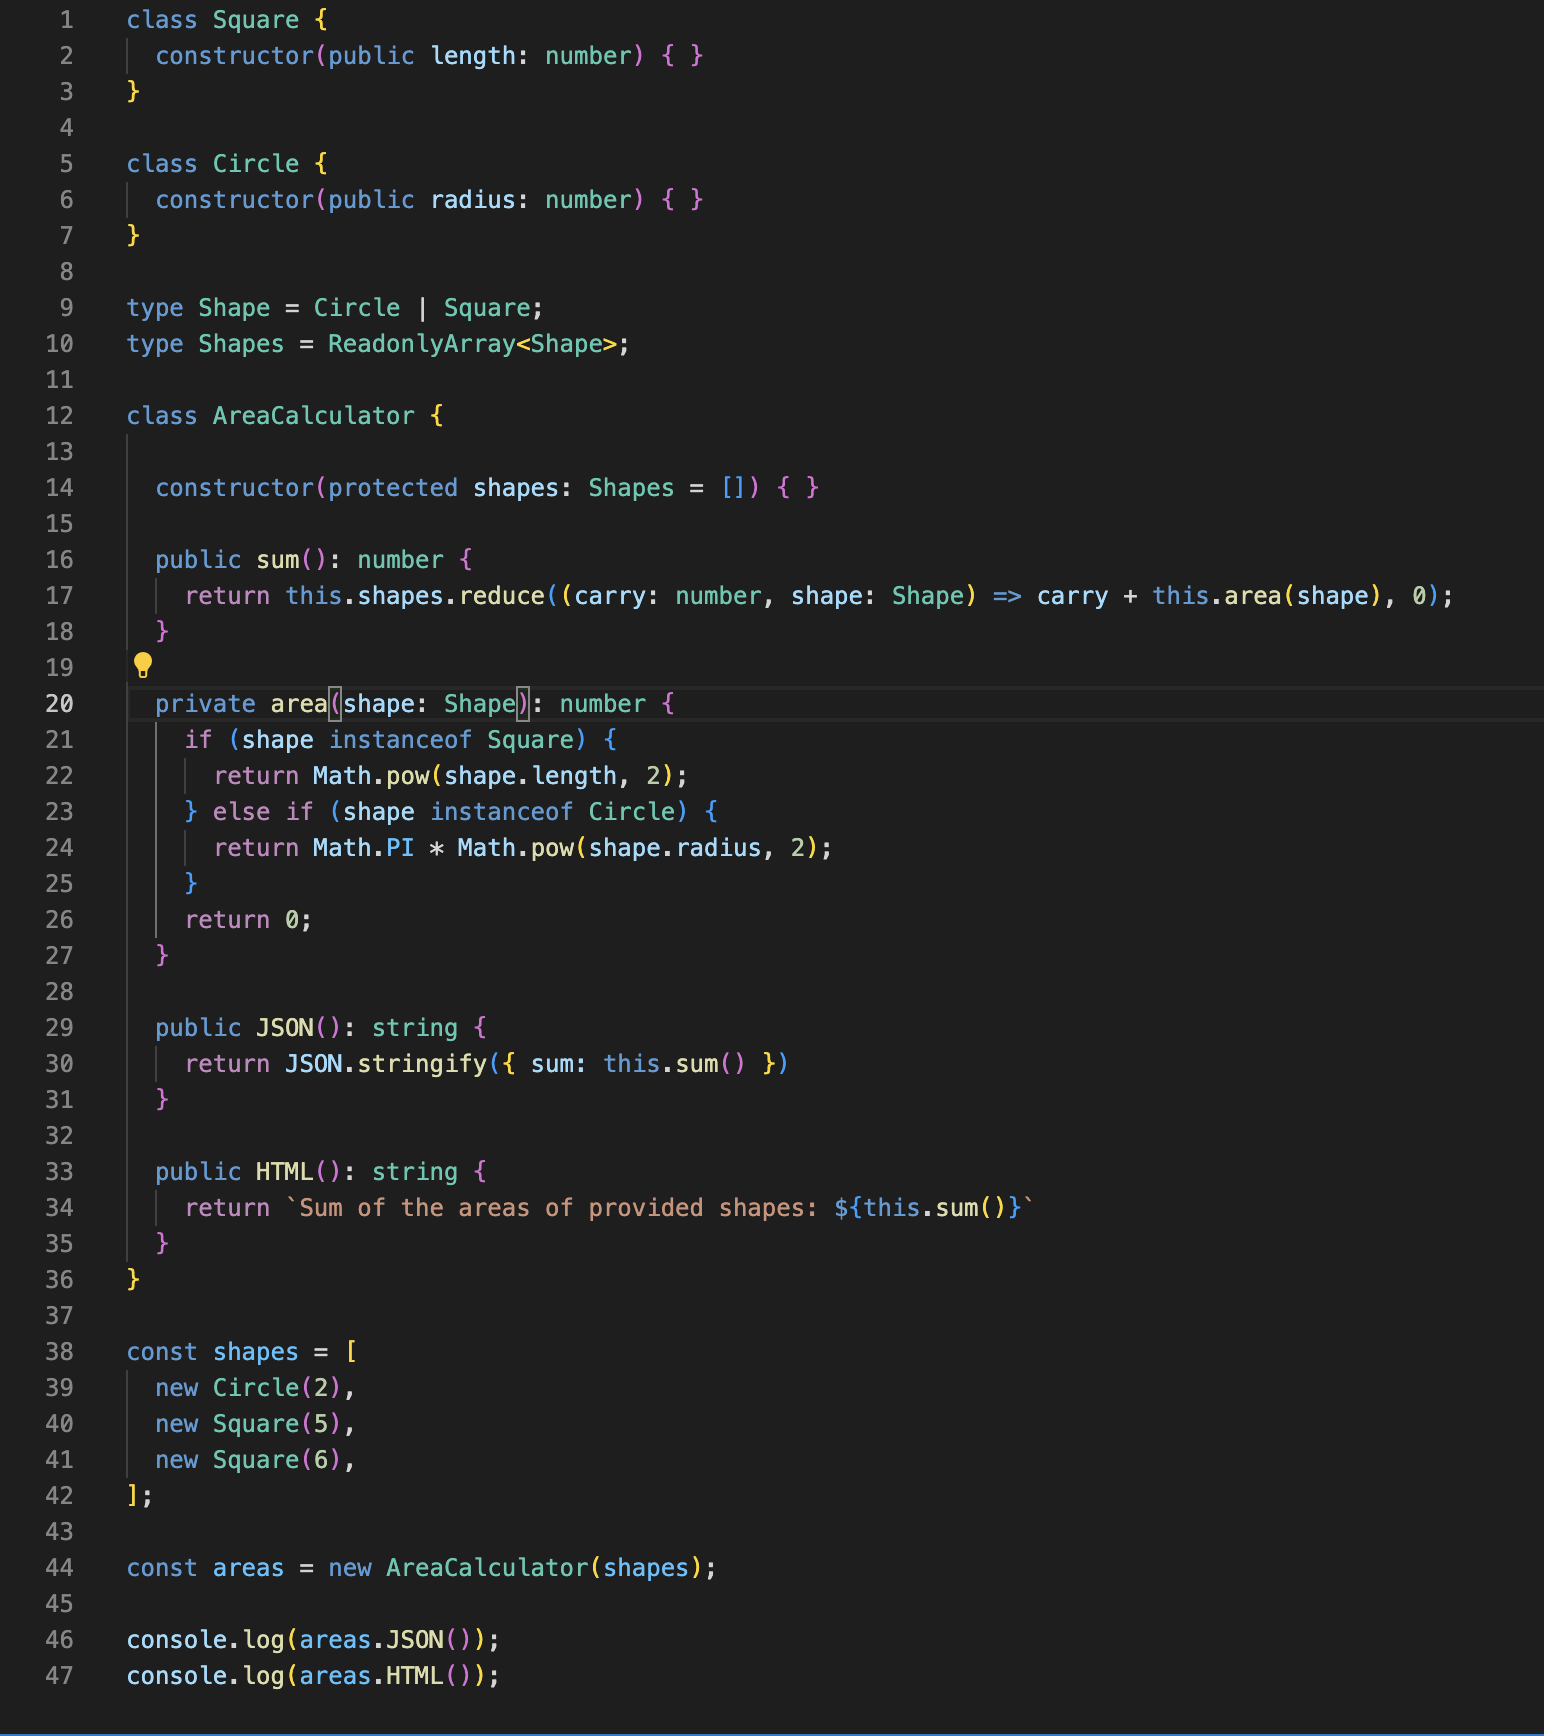 1 class Square {
2 constructor(public length: number) { }
3 }
4
5 class Circle {
6 constructor(public radius: number) { }
7 }
8
9 type Shape = Circle | Square;
10 type Shapes = ReadonlyArray<Shape>;
11
12 class AreaCalculator {
13
14 constructor(protected shapes: Shapes = []) { }
15
16 public sum(): number {
17 return this.shapes.reduce((carry: number, shape: Shape) => carry + this.area(shape), 0);
18 }
19
20 private area(shape: Shape): number {
21 if (shape instanceof Square) {
22 return Math.pow(shape.length, 2);
23 } else if (shape instanceof Circle) {
24 return Math.PI * Math.pow(shape.radius, 2);
25 }
26 return 0;
27 }
28
29 public JSON(): string {
30 return JSON.stringify({ sum: this.sum() })
31 }
32
33 public HTML(): string {
34 return `Sum of the areas of provided shapes: ${this.sum()}`
35 }
36 }
37
38 const shapes = [
39 new Circle(2),
40 new Square(5),
41 new Square(6),
42 ];
43
44 const areas = new AreaCalculator(shapes);
45
46 console.log(areas.JSON());
47 console.log(areas.HTML());